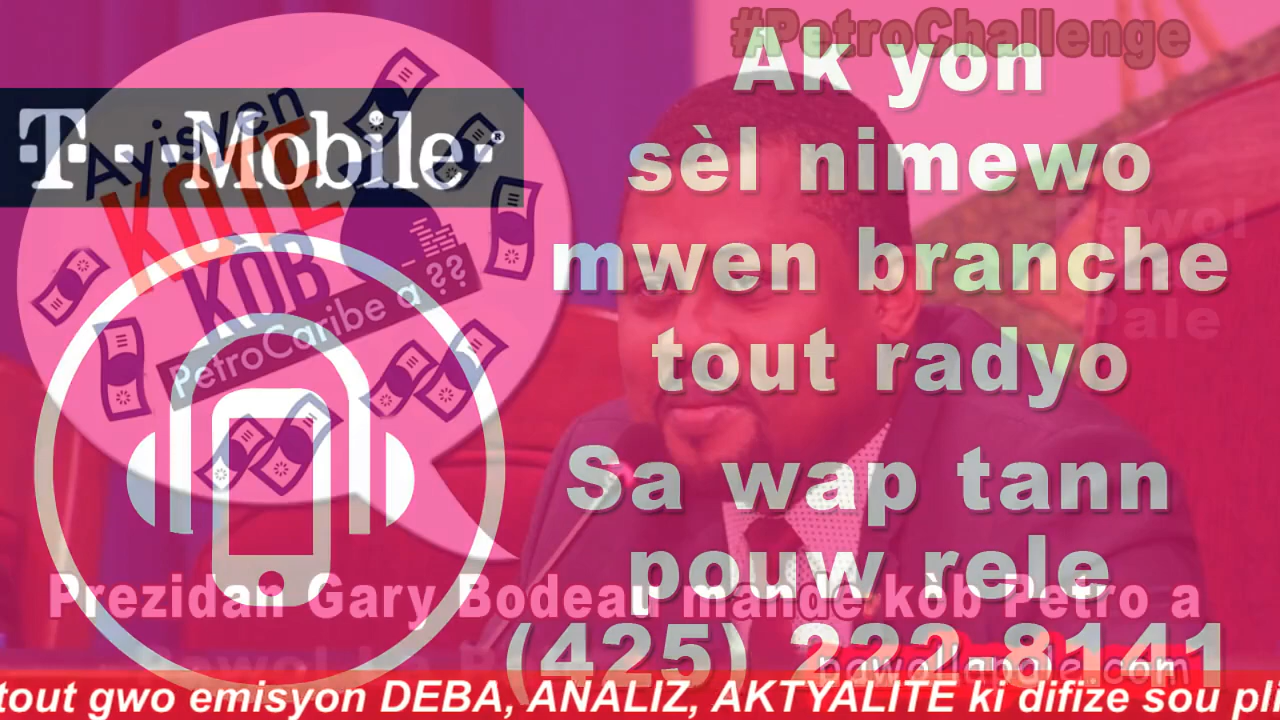 #PetroChallenge
Ak yon
sèl nimewo
mwen branche
tout radyo
Sa wap tann
pouw rele
(425) 222-8141
T-Mobile®
Ayisyen
KOTE
KÒB
PetroCaribe a ??
Pawol
Pale
Prezidan Gary Bodeau mande kòb Petro a
pawollapale.com
tout gwo emisyon DEBA, ANALIZ, AKTYALITE ki difize sou pli